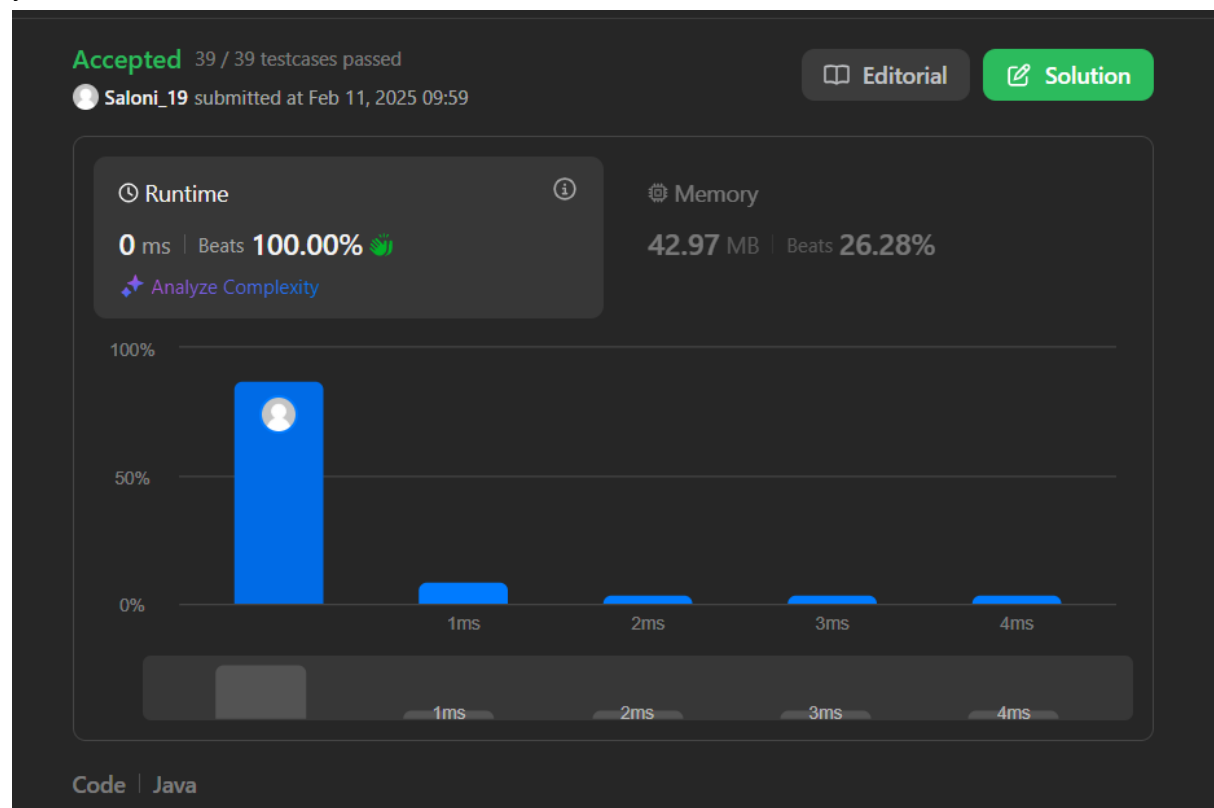 Accepted 39 / 39 testcases passed
Saloni_19 submitted at Feb 11, 2025 09:59
Editorial
Solution
Runtime
0 ms Beats 100.00%
Analyze Complexity
Memory
42.97 MB Beats 26.28%
100%
50%
0%
1ms 2ms 3ms 4ms
1ms 2ms 3ms 4ms
Code Java